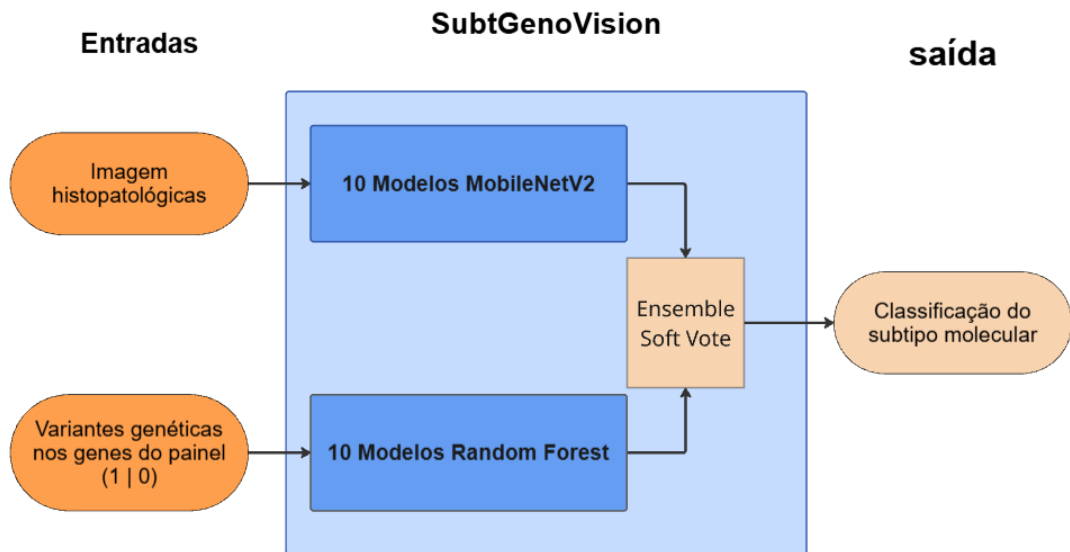 Entradas
SubtGenoVision
saída
Imagem
histopatológicas
10 Modelos MobileNetV2
Ensemble
Soft Vote
Classificação do
subtipo molecular
Variantes genéticas
nos genes do painel
(1 | 0)
10 Modelos Random Forest